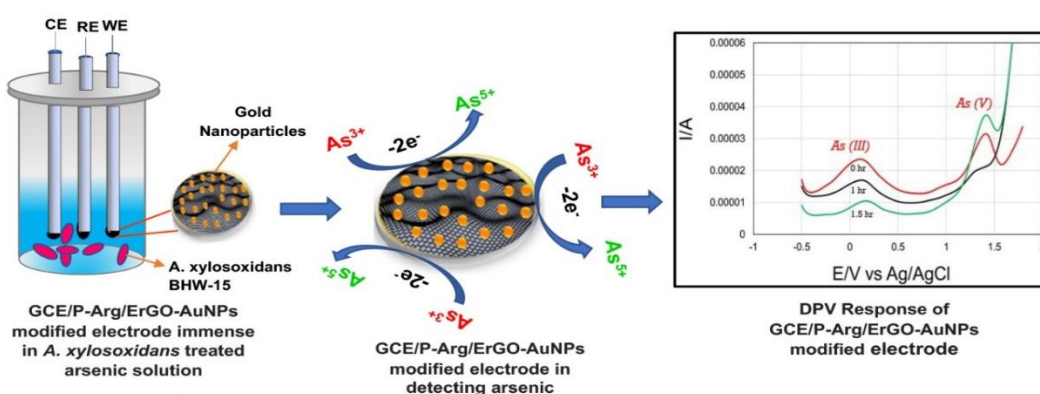 CE RE WE
Gold
Nanoparticles
A. xylosoxidans
BHW-15
GCE/P-Arg/ErGO-AuNPs
modified electrode immense
in A. xylosoxidans treated
arsenic solution
As5+
As3+
-2e-
As3+
-2e-
As5+
As5+
-2e-
As3+
GCE/P-Arg/ErGO-AuNPs
modified electrode in
detecting arsenic
I/A
0.00006
0.00005
0.00004
0.00003
0.00002
0.00001
0
As (III)
As (V)
0 hr
1 hr
1.5 hr
-1 -0.5 0 0.5 1 1.5 2
E/V vs Ag/AgCl
DPV Response of
GCE/P-Arg/ErGO-AuNPs
modified electrode